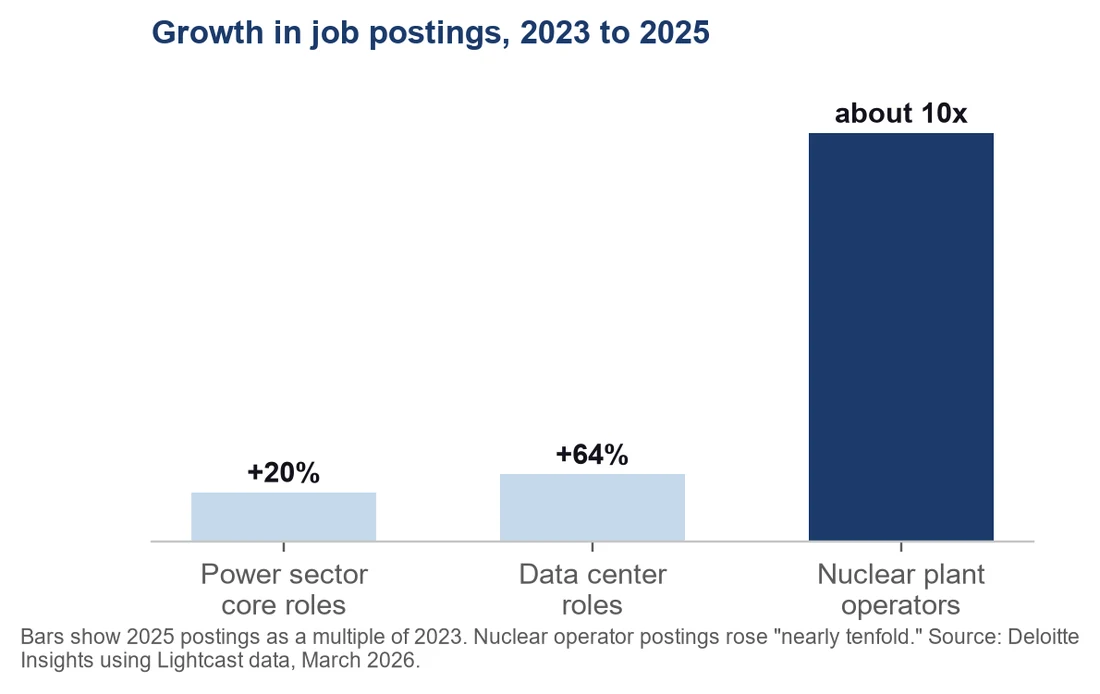 Growth in job postings, 2023 to 2025
about 10x
+64%
+20%
Power sector
core roles
Data center
roles
Nuclear plant
operators
Bars show 2025 postings as a multiple of 2023. Nuclear operator postings rose "nearly tenfold." Source: Deloitte
Insights using Lightcast data, March 2026.